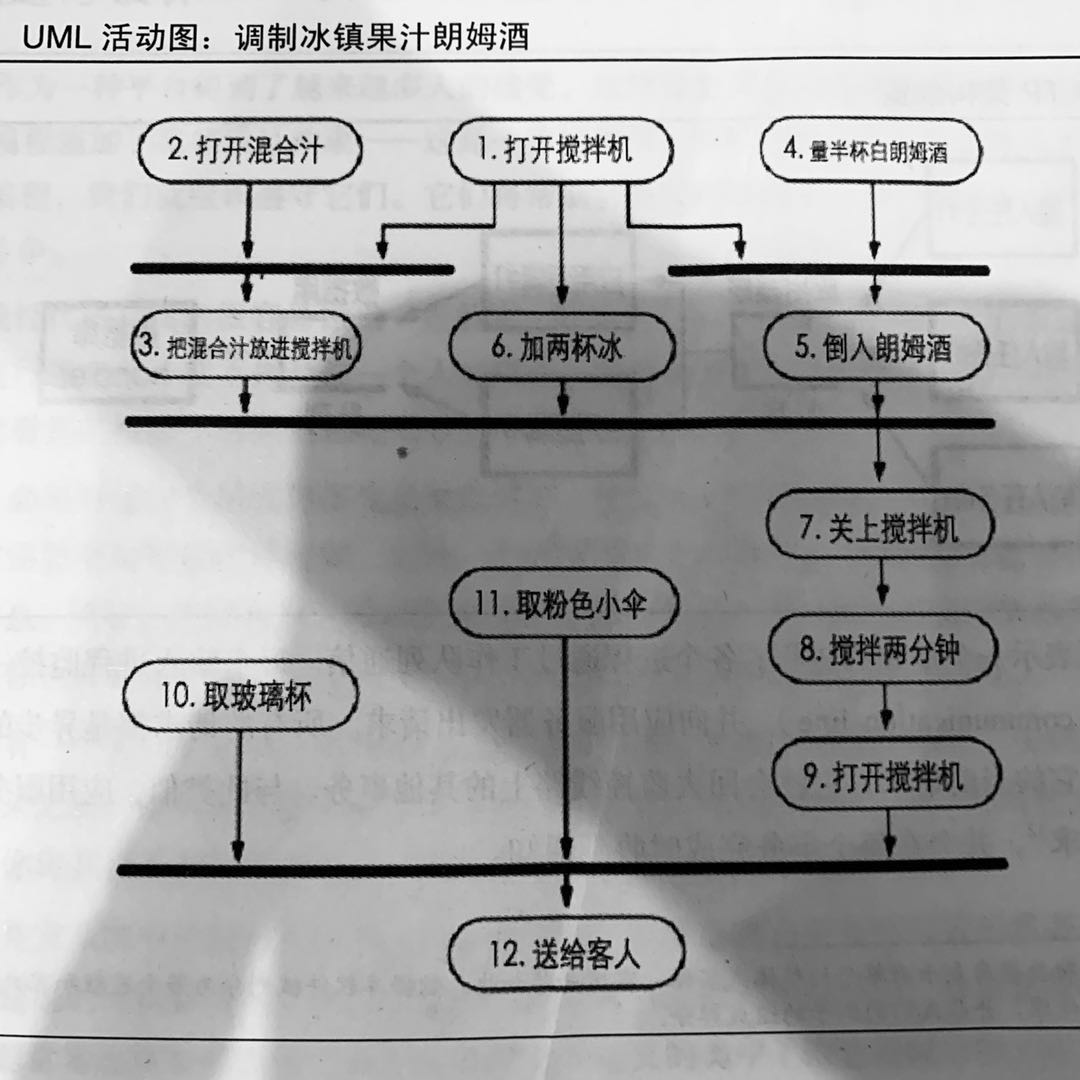 UML 活动图：调制冰镇果汁朗姆酒
2. 打开混合汁
1. 打开搅拌机
4. 量半杯白朗姆酒
3. 把混合汁放进搅拌机
6. 加两杯冰
5. 倒入朗姆酒
7. 关上搅拌机
11. 取粉色小伞
8. 搅拌两分钟
10. 取玻璃杯
9. 打开搅拌机
12. 送给客人